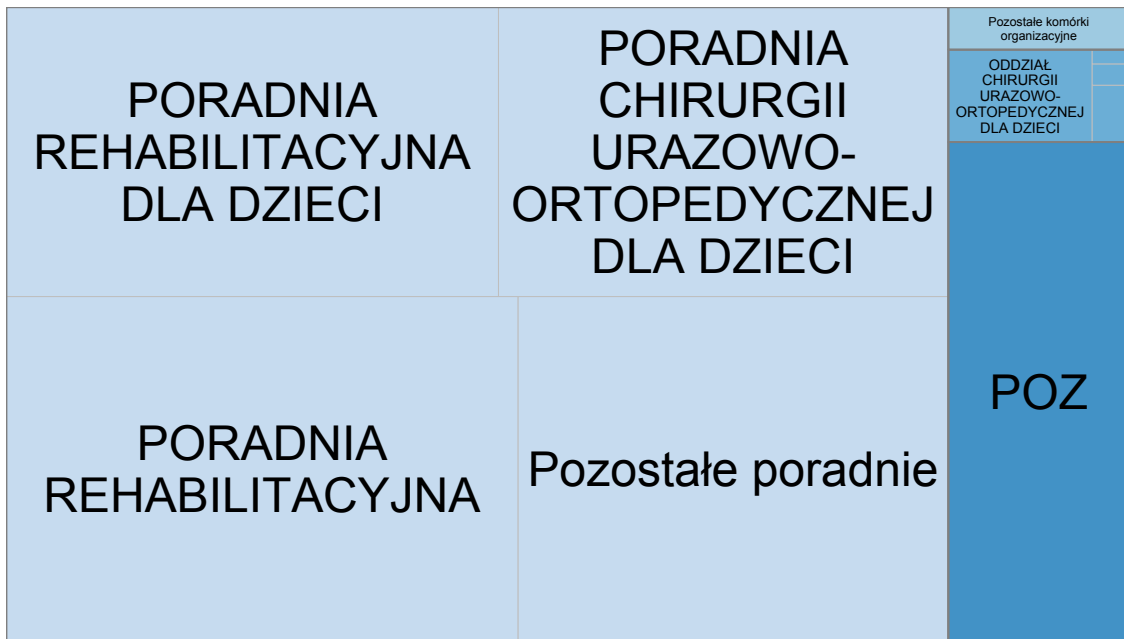 PORADNIA
REHABILITACYJNA
DLA DZIECI
PORADNIA
CHIRURGII
URAZOWO-
ORTOPEDYCZNEJ
DLA DZIECI
Pozostałe komórki
organizacyjne
ODDZIAŁ
CHIRURGII
URAZOWO-
ORTOPEDYCZNEJ
DLA DZIECI
POZ
PORADNIA
REHABILITACYJNA
Pozostałe poradnie